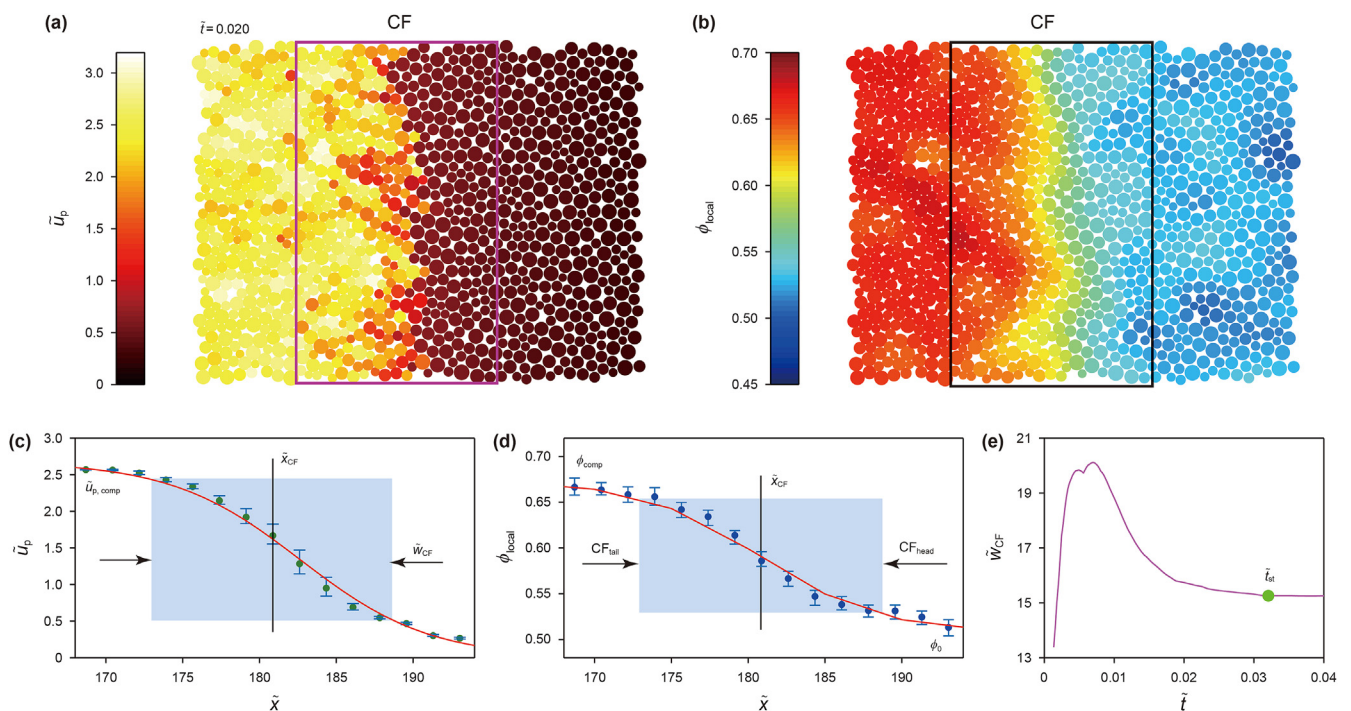 (a)
t̃ = 0.020
CF
3.0
2.5
2.0
1.5
1.0
0.5
0
ũp
(b)
CF
0.70
0.65
0.60
0.55
0.50
0.45
ϕlocal
(c)
3.0
2.5
2.0
1.5
1.0
0.5
0
ũp
ũp, comp
x̃CF
w̃CF
170 175 180 185 190
x̃
(d)
0.70
0.65
0.60
0.55
0.50
ϕlocal
ϕcomp
x̃CF
CFtail
CFhead
ϕ0
170 175 180 185 190
x̃
(e)
21
19
17
15
13
w̃CF
t̃st
0 0.01 0.02 0.03 0.04
t̃